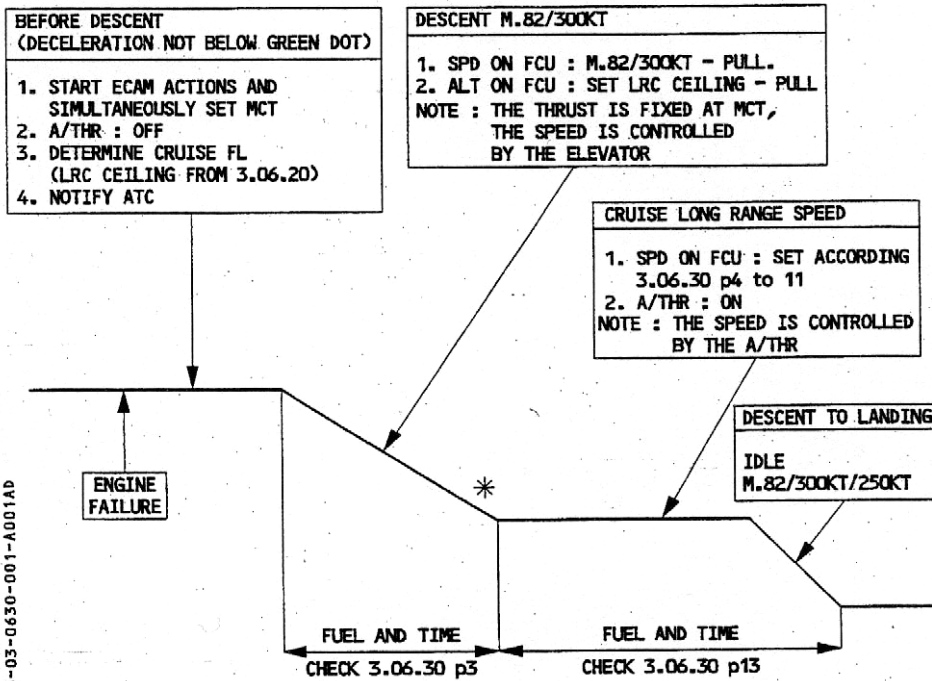 BEFORE DESCENT
(DECELERATION NOT BELOW GREEN DOT)
1. START ECAM ACTIONS AND
SIMULTANEOUSLY SET MCT
2. A/THR : OFF
3. DETERMINE CRUISE FL
(LRC CEILING FROM 3.06.20)
4. NOTIFY ATC
DESCENT M.82/300KT
1. SPD ON FCU : M.82/300KT - PULL.
2. ALT ON FCU : SET LRC CEILING - PULL
NOTE : THE THRUST IS FIXED AT MCT,
THE SPEED IS CONTROLLED
BY THE ELEVATOR
CRUISE LONG RANGE SPEED
1. SPD ON FCU : SET ACCORDING
3.06.30 p4 to 11
2. A/THR : ON
NOTE : THE SPEED IS CONTROLLED
BY THE A/THR
DESCENT TO LANDING
IDLE
M.82/300KT/250KT
ENGINE
FAILURE
*
FUEL AND TIME
CHECK 3.06.30 p3
FUEL AND TIME
CHECK 3.06.30 p13
-03-0630-001-A001AD